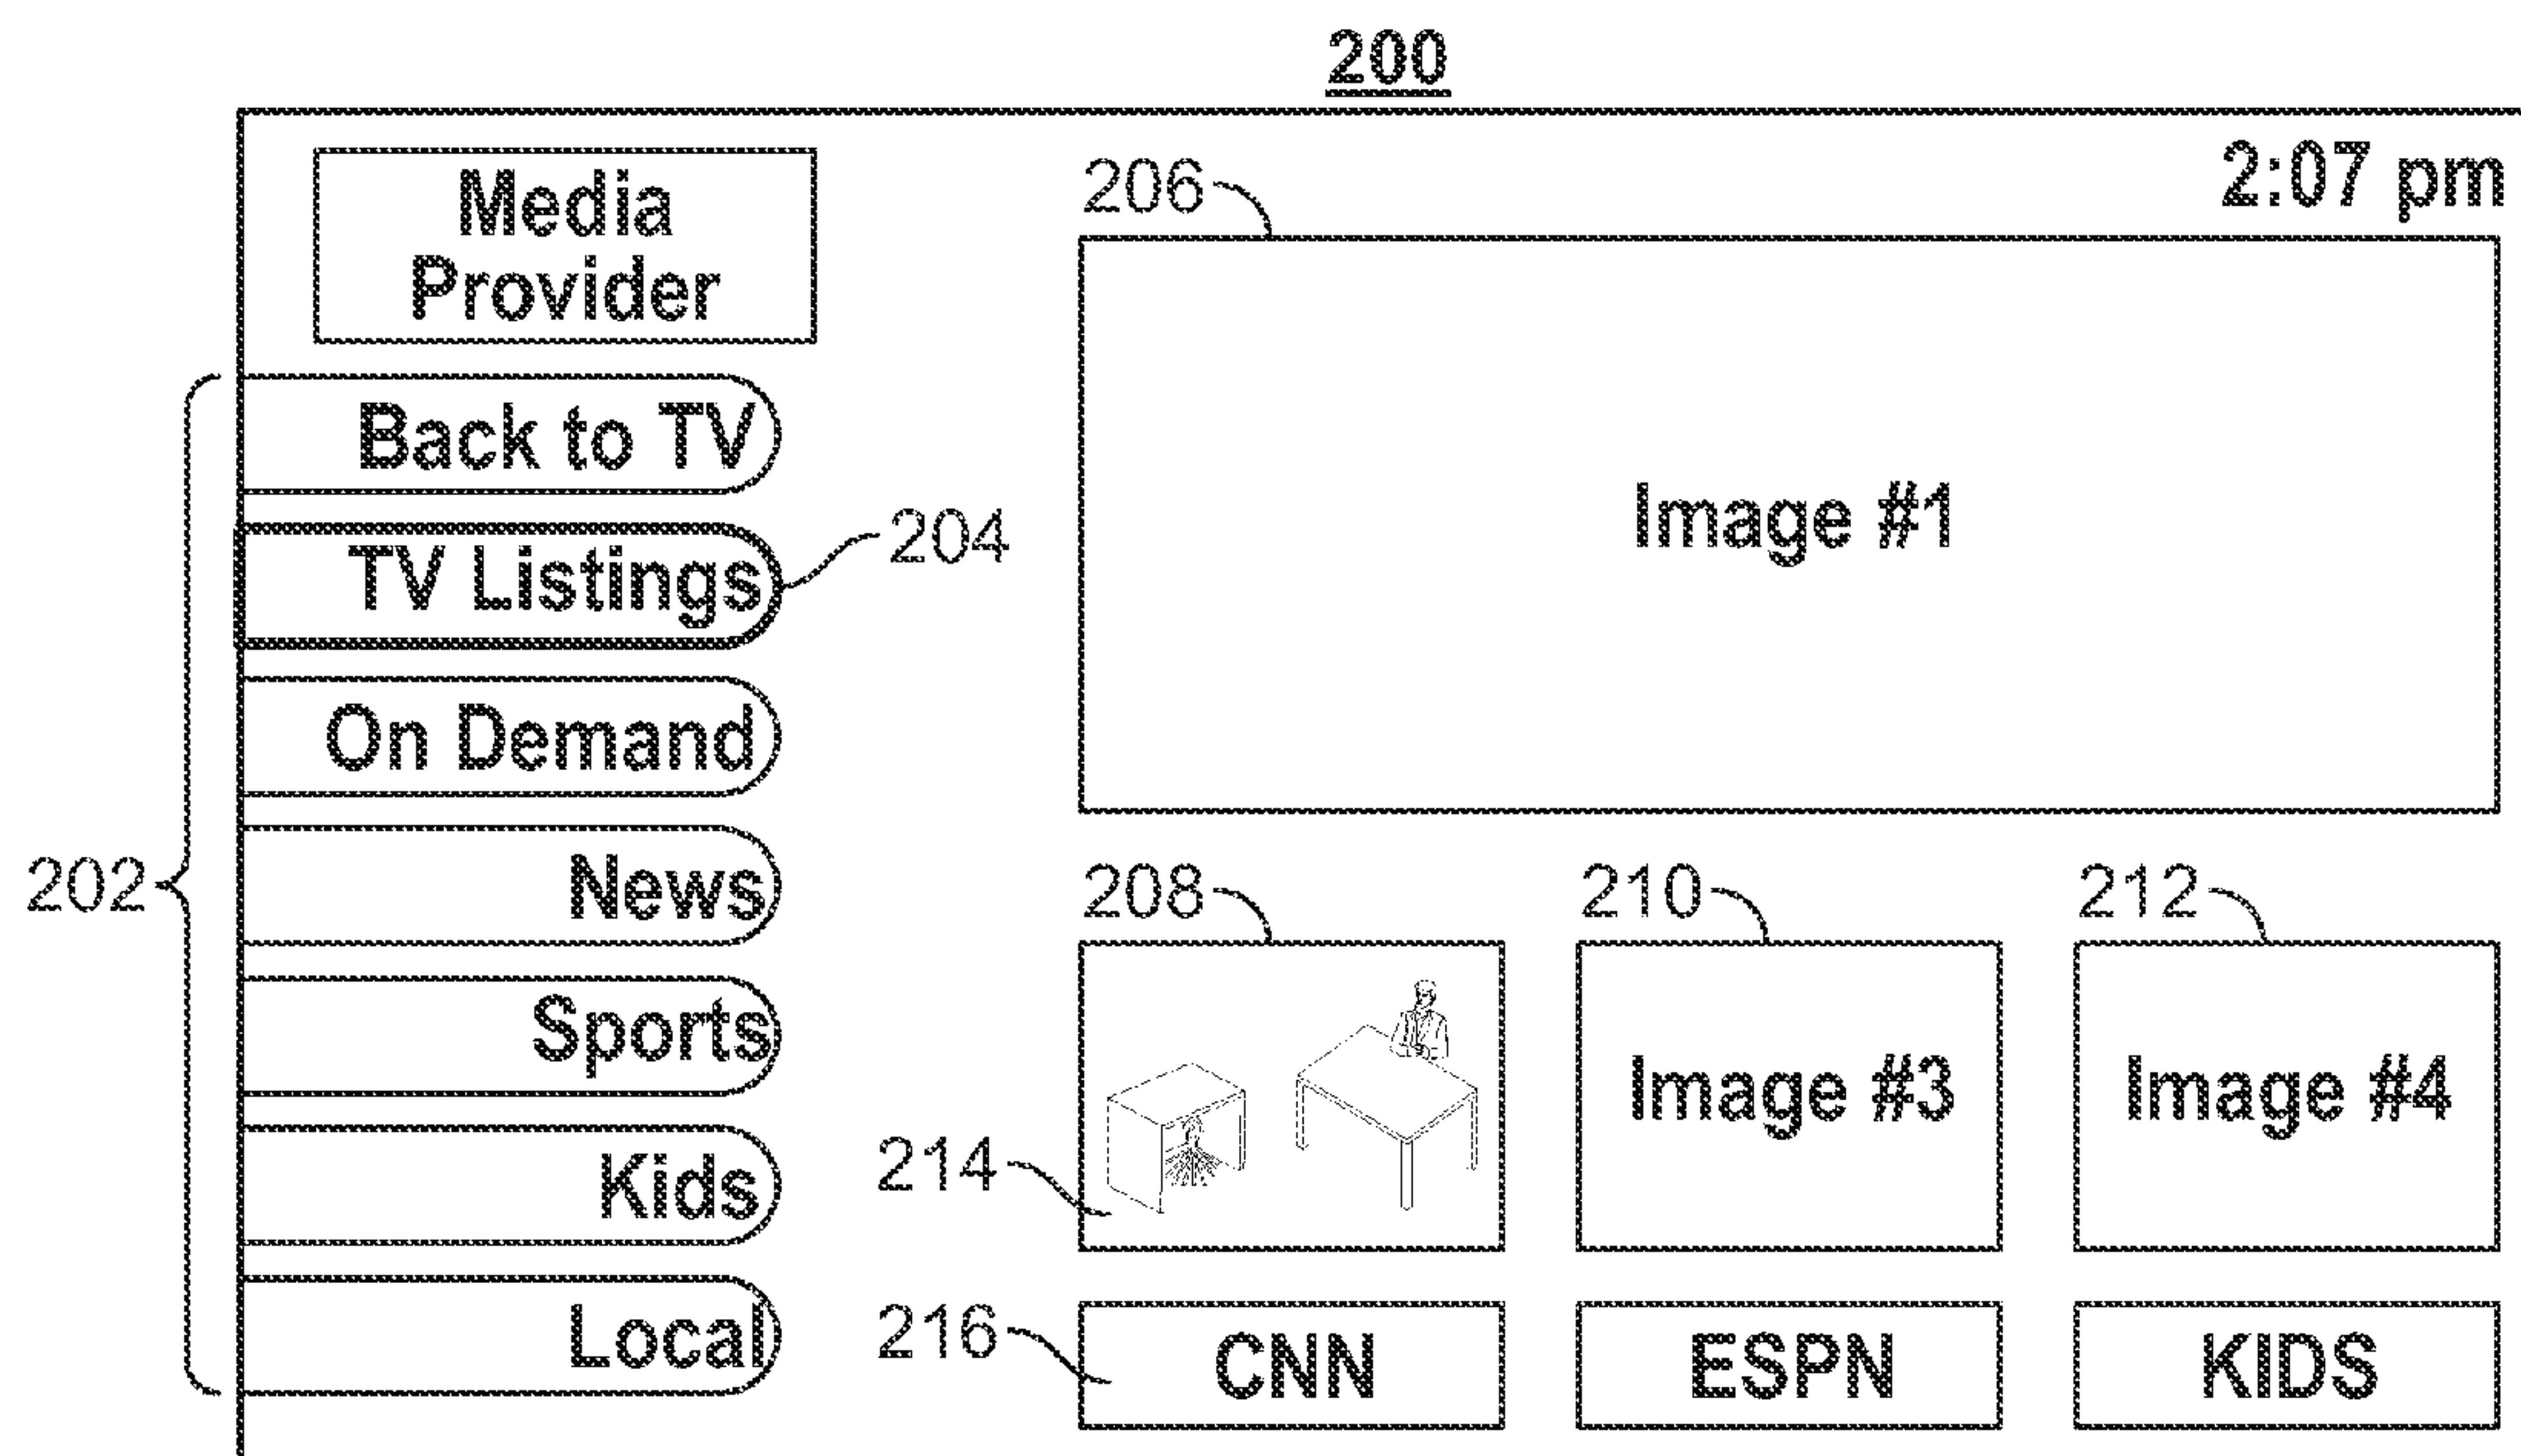 200
Media
Provider
2:07 pm
206
Back to TV
TV Listings
204
Image #1
On Demand
202
News
208
210
212
Sports
Image #3
Image #4
Kids
214
Local
216
CNN
ESPN
KIDS